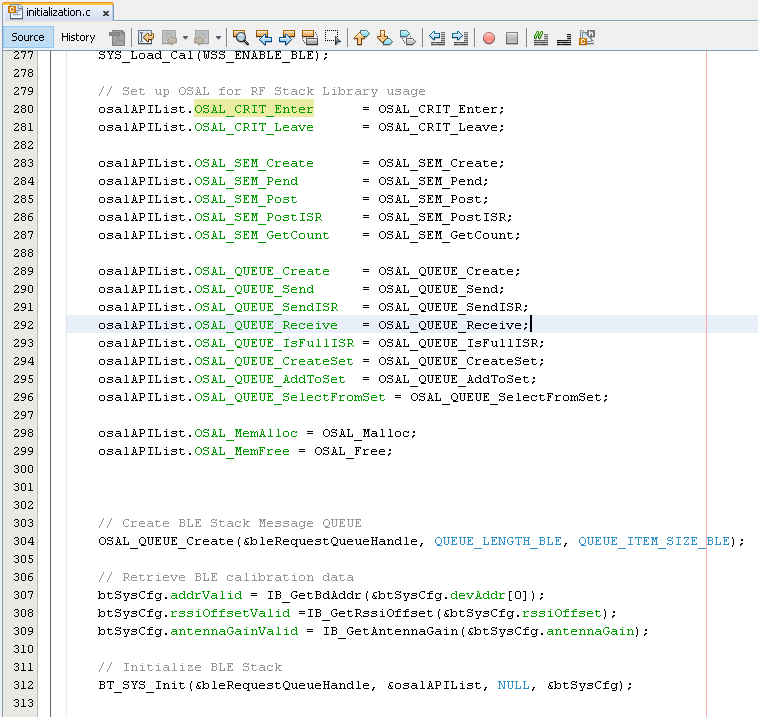 initialization.c
Source History
277 SYS_Load_Cal(WSS_ENABLE_BLE);
278
279 // Set up OSAL for RF Stack Library usage
280 osalAPIList.OSAL_CRIT_Enter = OSAL_CRIT_Enter;
281 osalAPIList.OSAL_CRIT_Leave = OSAL_CRIT_Leave;
282
283 osalAPIList.OSAL_SEM_Create = OSAL_SEM_Create;
284 osalAPIList.OSAL_SEM_Pend = OSAL_SEM_Pend;
285 osalAPIList.OSAL_SEM_Post = OSAL_SEM_Post;
286 osalAPIList.OSAL_SEM_PostISR = OSAL_SEM_PostISR;
287 osalAPIList.OSAL_SEM_GetCount = OSAL_SEM_GetCount;
288
289 osalAPIList.OSAL_QUEUE_Create = OSAL_QUEUE_Create;
290 osalAPIList.OSAL_QUEUE_Send = OSAL_QUEUE_Send;
291 osalAPIList.OSAL_QUEUE_SendISR = OSAL_QUEUE_SendISR;
292 osalAPIList.OSAL_QUEUE_Receive = OSAL_QUEUE_Receive;
293 osalAPIList.OSAL_QUEUE_IsFullISR = OSAL_QUEUE_IsFullISR;
294 osalAPIList.OSAL_QUEUE_CreateSet = OSAL_QUEUE_CreateSet;
295 osalAPIList.OSAL_QUEUE_AddToSet = OSAL_QUEUE_AddToSet;
296 osalAPIList.OSAL_QUEUE_SelectFromSet = OSAL_QUEUE_SelectFromSet;
297
298 osalAPIList.OSAL_MemAlloc = OSAL_Malloc;
299 osalAPIList.OSAL_MemFree = OSAL_Free;
300
301
302
303 // Create BLE Stack Message QUEUE
304 OSAL_QUEUE_Create(&bleRequestQueueHandle, QUEUE_LENGTH_BLE, QUEUE_ITEM_SIZE_BLE);
305
306 // Retrieve BLE calibration data
307 btSysCfg.addrValid = IB_GetBdAddr(&btSysCfg.devAddr[0]);
308 btSysCfg.rssiOffsetValid =IB_GetRssiOffset(&btSysCfg.rssiOffset);
309 btSysCfg.antennaGainValid = IB_GetAntennaGain(&btSysCfg.antennaGain);
310
311 // Initialize BLE Stack
312 BT_SYS_Init(&bleRequestQueueHandle, &osalAPIList, NULL, &btSysCfg);
313